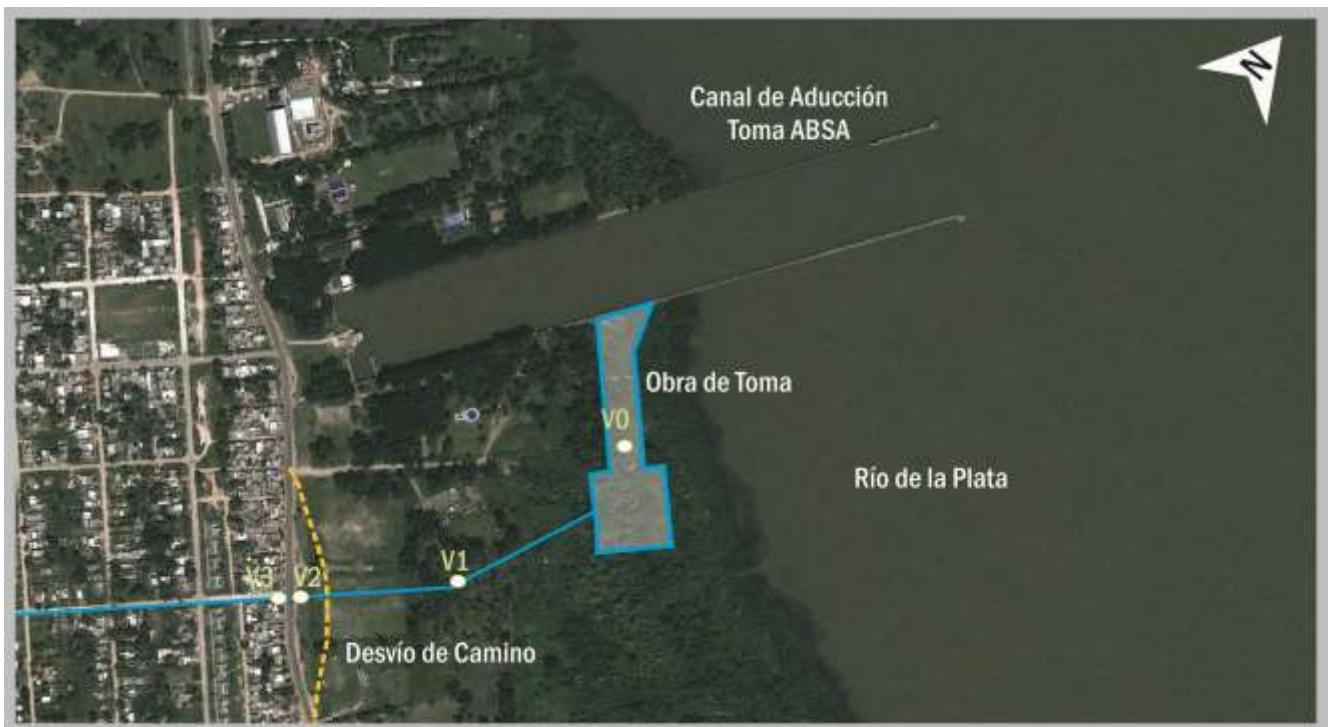 N
Canal de Aducción
Toma ABSA
Obra de Toma
V0
Río de la Plata
V1
V3
V2
Desvío de Camino